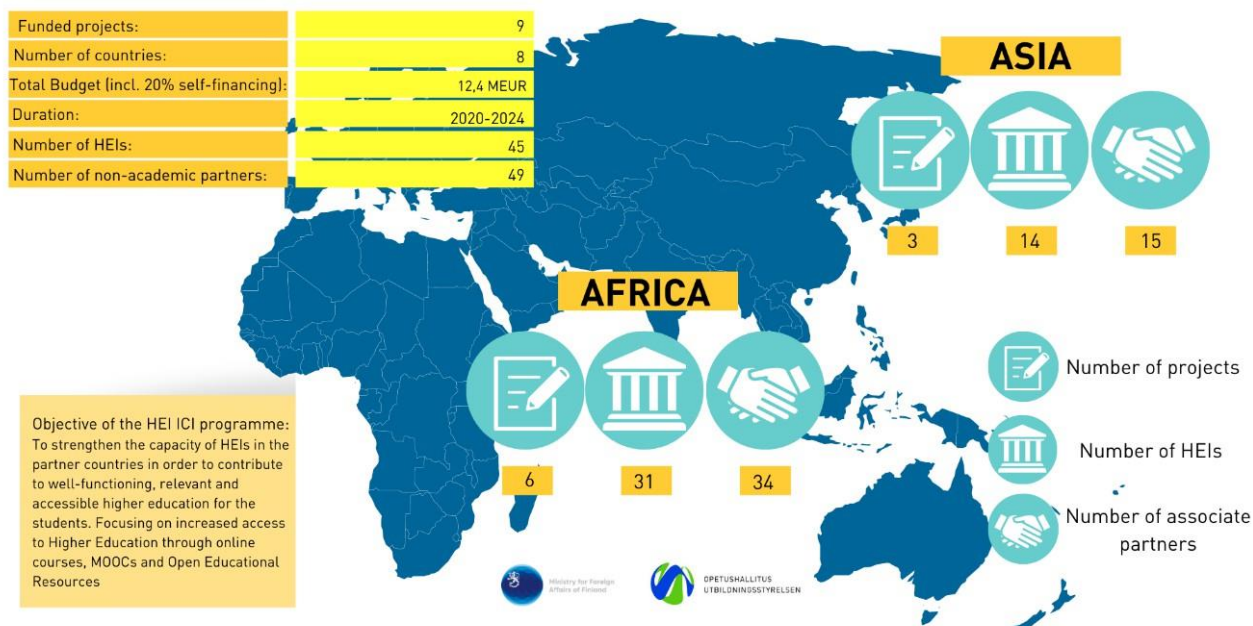 Funded projects: 9
Number of countries: 8
Total Budget (incl. 20% self-financing): 12,4 MEUR
Duration: 2020-2024
Number of HEIs: 45
Number of non-academic partners: 49
ASIA
3 14 15
AFRICA
6 31 34
Number of projects
Number of HEIs
Number of associate
partners
Objective of the HEI ICI programme:
To strengthen the capacity of HEIs in the
partner countries in order to contribute
to well-functioning, relevant and
accessible higher education for the
students. Focusing on increased access
to Higher Education through online
courses, MOOCs and Open Educational
Resources
Ministry for Foreign
Affairs of Finland
OPETUSHALLITUS
UTBILDNINGSSTYRELSEN